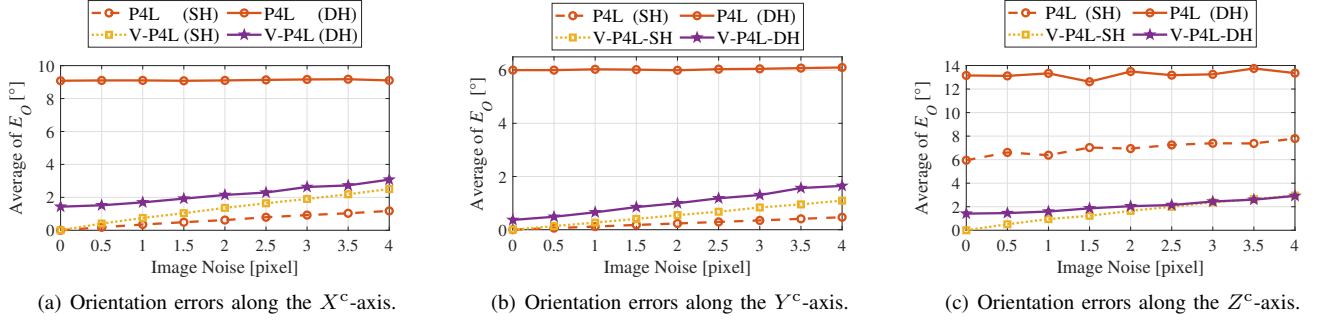 P4L (SH) P4L (DH)
V-P4L (SH) V-P4L (DH)
10
8
6
4
2
0
0 0.5 1 1.5 2 2.5 3 3.5 4
Average of E_O [°]
Image Noise [pixel]
(a) Orientation errors along the X^c-axis.
P4L (SH) P4L (DH)
V-P4L-SH V-P4L-DH
6
4
2
0
0 0.5 1 1.5 2 2.5 3 3.5 4
Average of E_O [°]
Image Noise [pixel]
(b) Orientation errors along the Y^c-axis.
P4L (SH) P4L (DH)
V-P4L-SH V-P4L-DH
14
12
10
8
6
4
2
0
0 0.5 1 1.5 2 2.5 3 3.5 4
Average of E_O [°]
Image Noise [pixel]
(c) Orientation errors along the Z^c-axis.